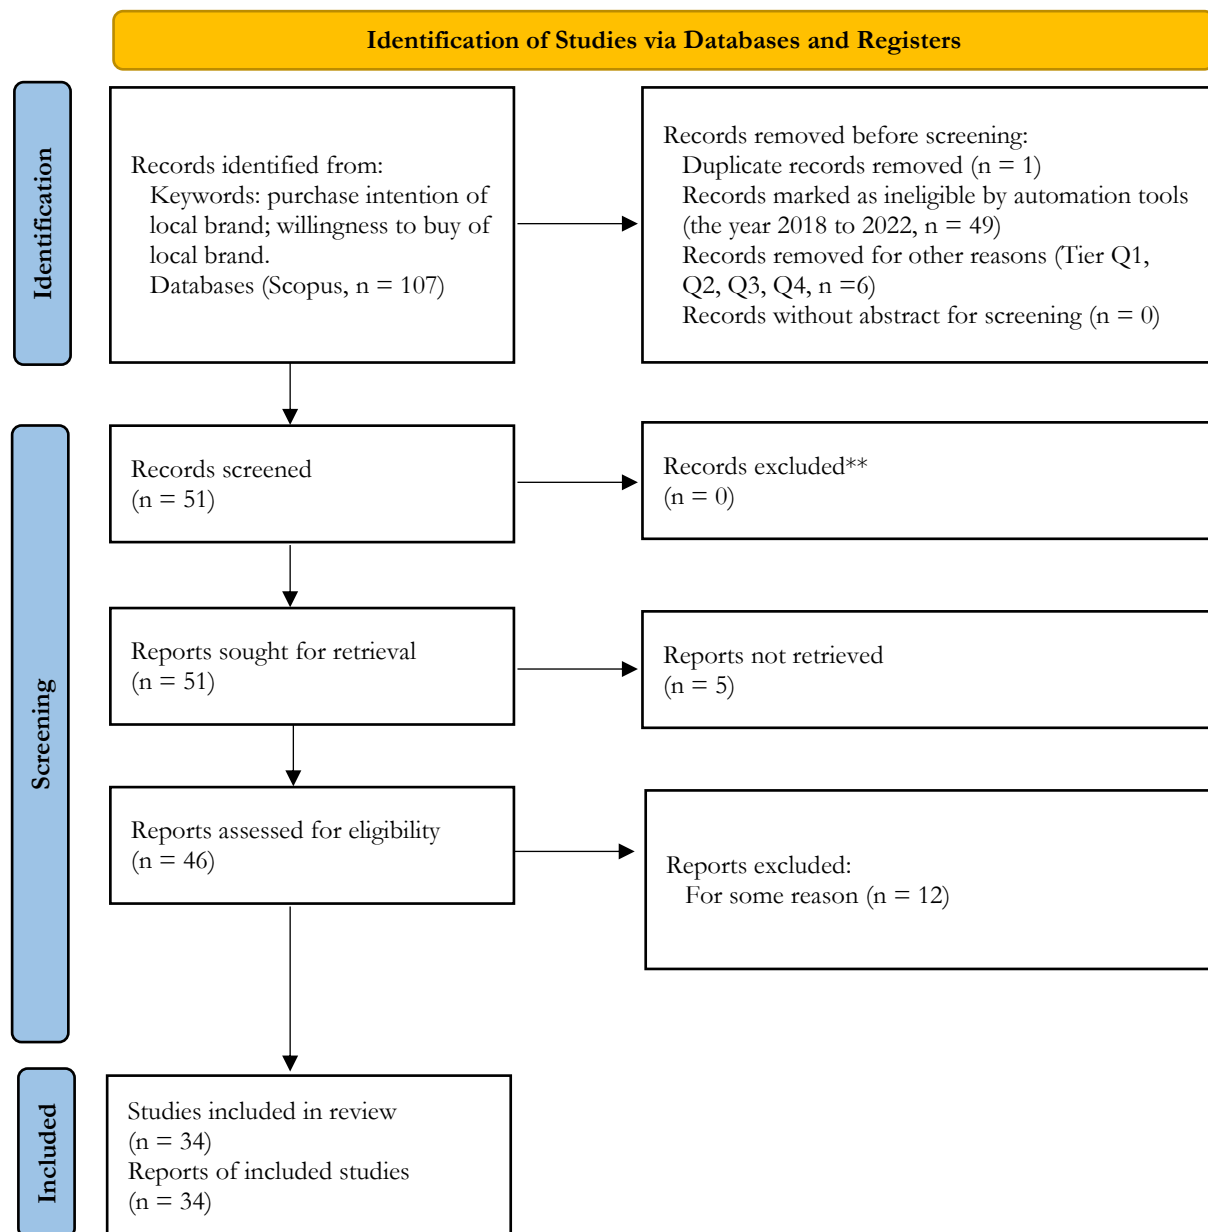 Identification of Studies via Databases and Registers
Identification
Records identified from:
Keywords: purchase intention of
local brand; willingness to buy of
local brand.
Databases (Scopus, n = 107)
Records removed before screening:
Duplicate records removed (n = 1)
Records marked as ineligible by automation tools
(the year 2018 to 2022, n = 49)
Records removed for other reasons (Tier Q1,
Q2, Q3, Q4, n =6)
Records without abstract for screening (n = 0)
Screening
Records screened
(n = 51)
Records excluded**
(n = 0)
Reports sought for retrieval
(n = 51)
Reports not retrieved
(n = 5)
Reports assessed for eligibility
(n = 46)
Reports excluded:
For some reason (n = 12)
Included
Studies included in review
(n = 34)
Reports of included studies
(n = 34)